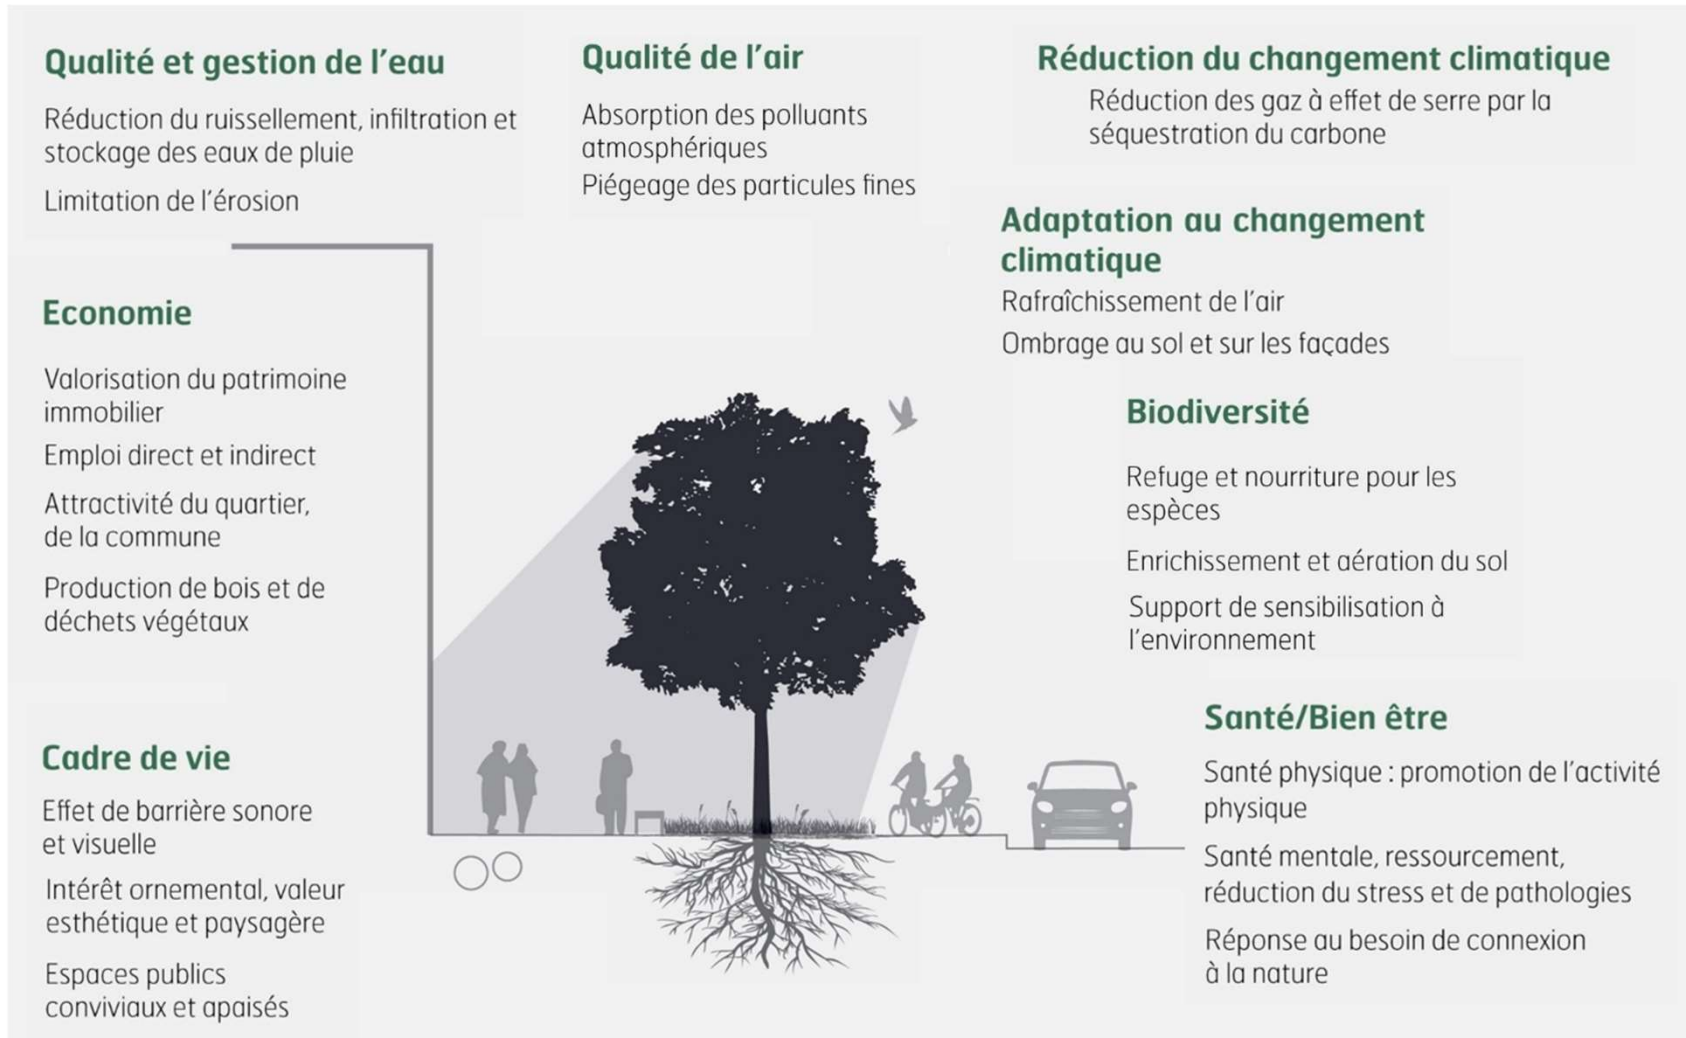 Qualité et gestion de l'eau
Réduction du ruissellement, infiltration et
stockage des eaux de pluie
Limitation de l'érosion
Qualité de l'air
Absorption des polluants
atmosphériques
Piégeage des particules fines
Réduction du changement climatique
Réduction des gaz à effet de serre par la
séquestration du carbone
Adaptation au changement
climatique
Rafraîchissement de l'air
Ombrage au sol et sur les façades
Economie
Valorisation du patrimoine
immobilier
Emploi direct et indirect
Attractivité du quartier,
de la commune
Production de bois et de
déchets végétaux
Biodiversité
Refuge et nourriture pour les
espèces
Enrichissement et aération du sol
Support de sensibilisation à
l'environnement
Cadre de vie
Effet de barrière sonore
et visuelle
Intérêt ornemental, valeur
esthétique et paysagère
Espaces publics
conviviaux et apaisés
Santé/Bien être
Santé physique : promotion de l'activité
physique
Santé mentale, ressourcement,
réduction du stress et de pathologies
Réponse au besoin de connexion
à la nature